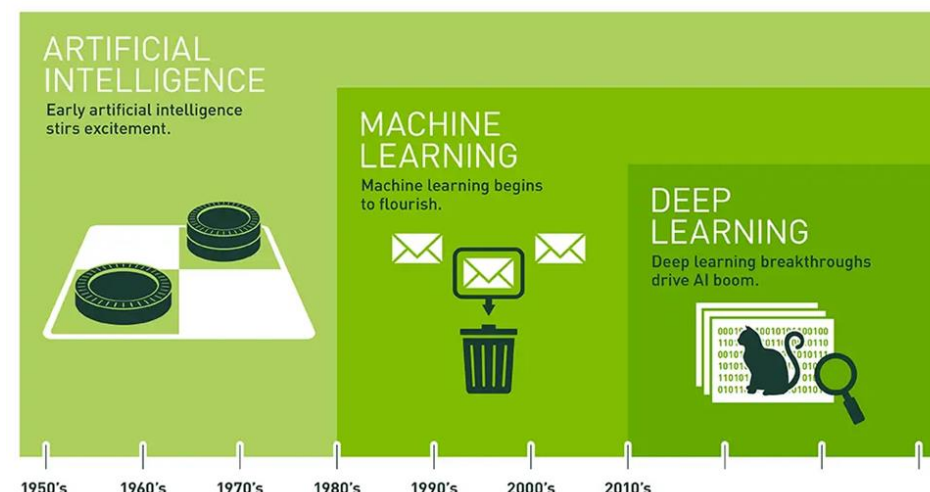 ARTIFICIAL
INTELLIGENCE
Early artificial intelligence
stirs excitement.
MACHINE
LEARNING
Machine learning begins
to flourish.
DEEP
LEARNING
Deep learning breakthroughs
drive AI boom.
1950's 1960's 1970's 1980's 1990's 2000's 2010's